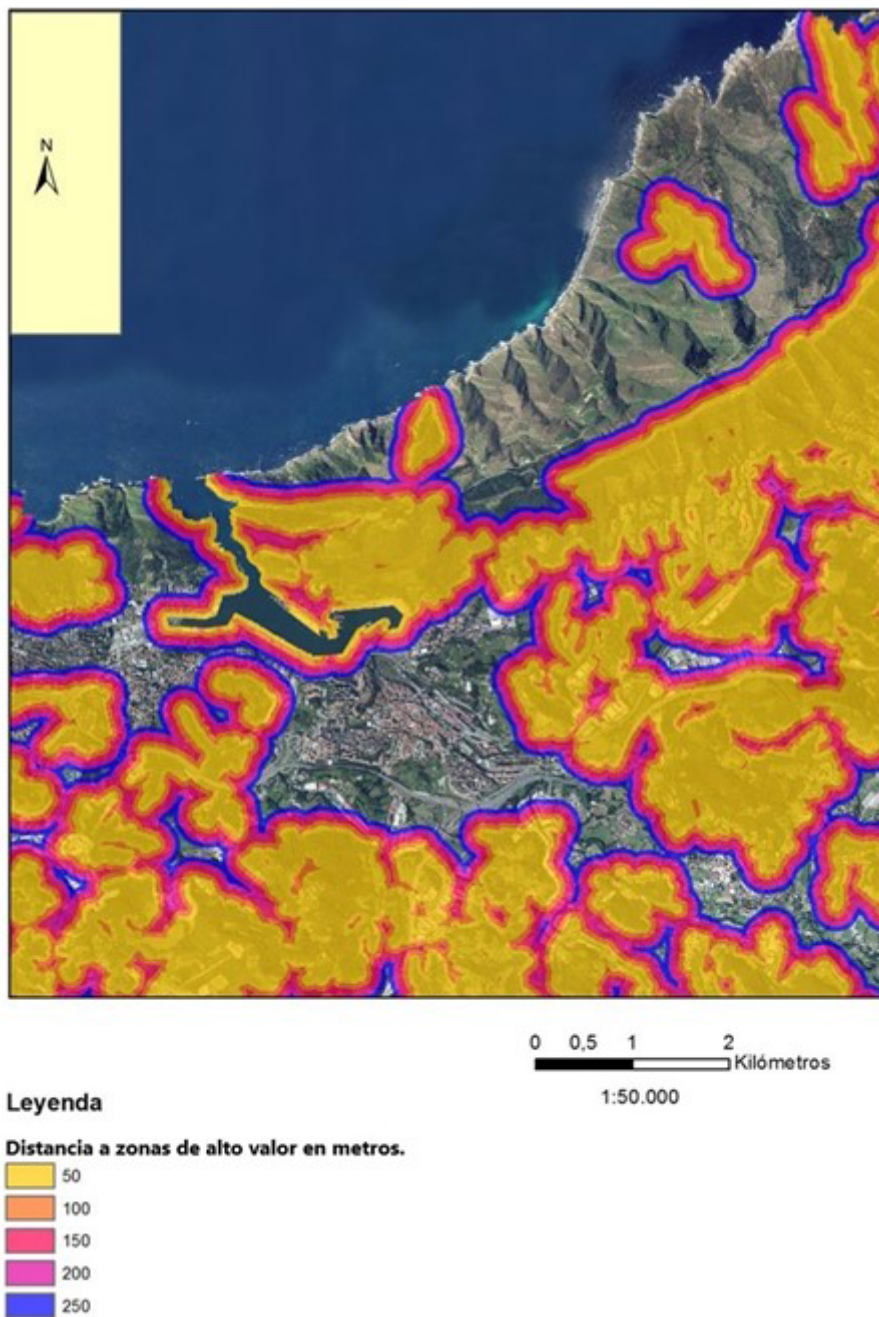 N
0 0,5 1 2
Kilómetros
1:50.000
Leyenda
Distancia a zonas de alto valor en metros.
50
100
150
200
250